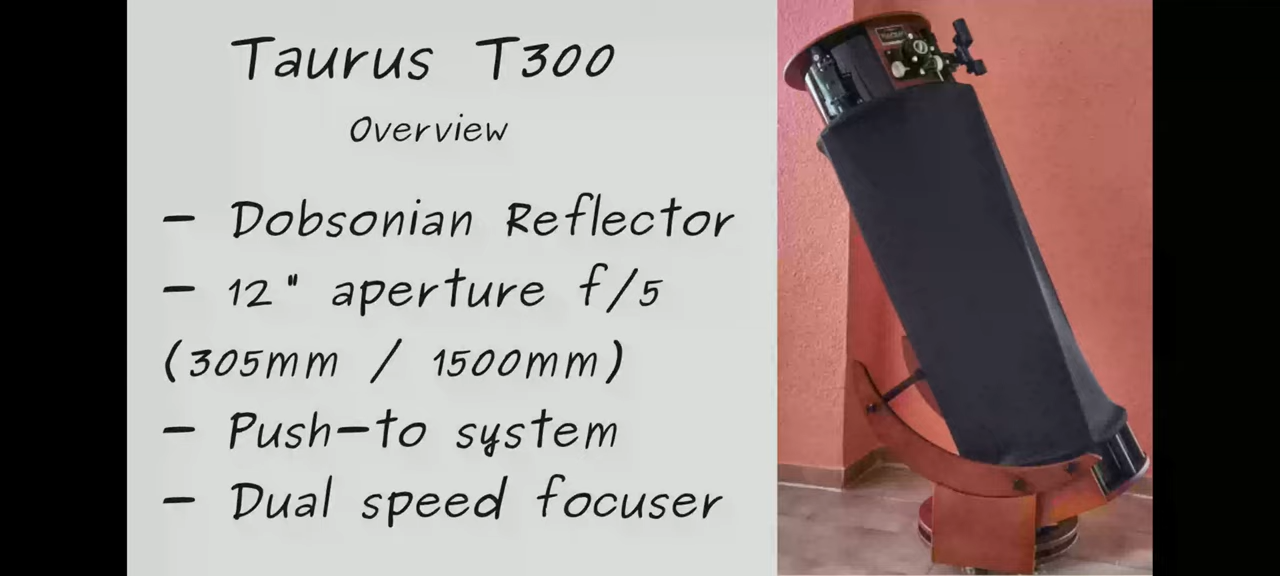 Taurus T300
Overview
- Dobsonian Reflector
- 12" aperture f/5
(305mm / 1500mm)
- Push-to system
- Dual speed focuser